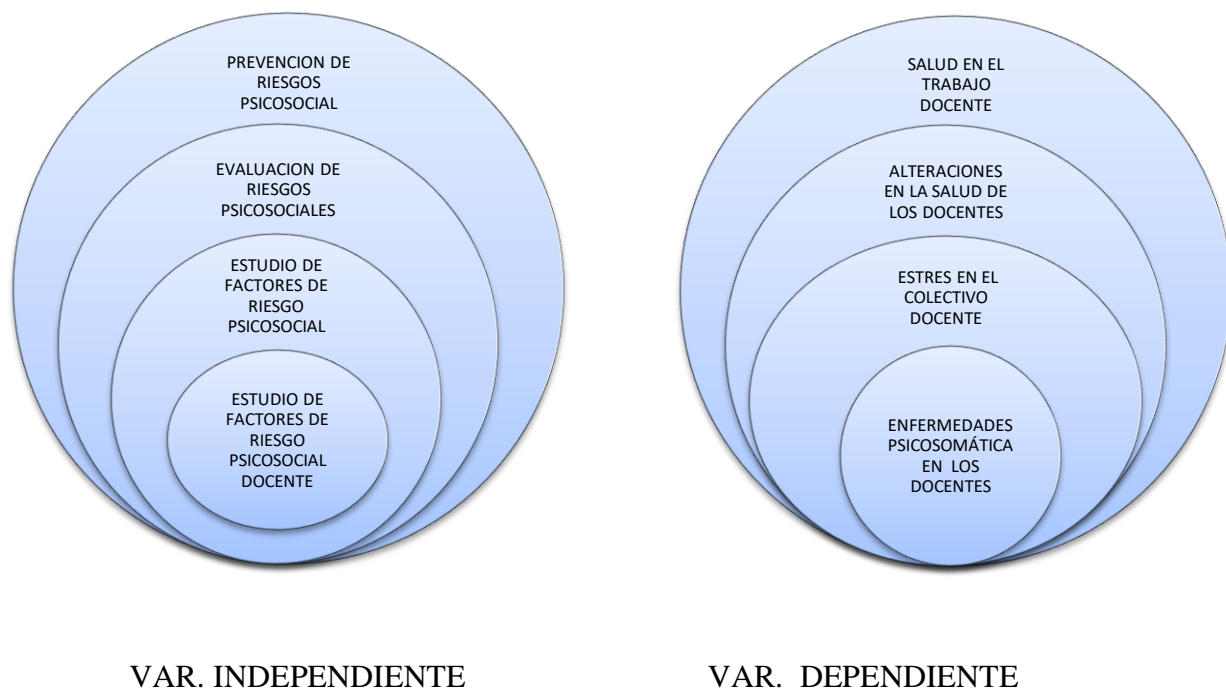 PREVENCION DE
RIESGOS
PSICOSOCIAL
EVALUACION DE
RIESGOS
PSICOSOCIALES
ESTUDIO DE
FACTORES DE
RIESGO
PSICOSOCIAL
ESTUDIO DE
FACTORES DE
RIESGO
PSICOSOCIAL
DOCENTE
VAR. INDEPENDIENTE
SALUD EN EL
TRABAJO
DOCENTE
ALTERACIONES
EN LA SALUD DE
LOS DOCENTES
ESTRES EN EL
COLECTIVO
DOCENTE
ENFERMEDADES
PSICOSOMÁTICA
EN LOS
DOCENTES
VAR. DEPENDIENTE